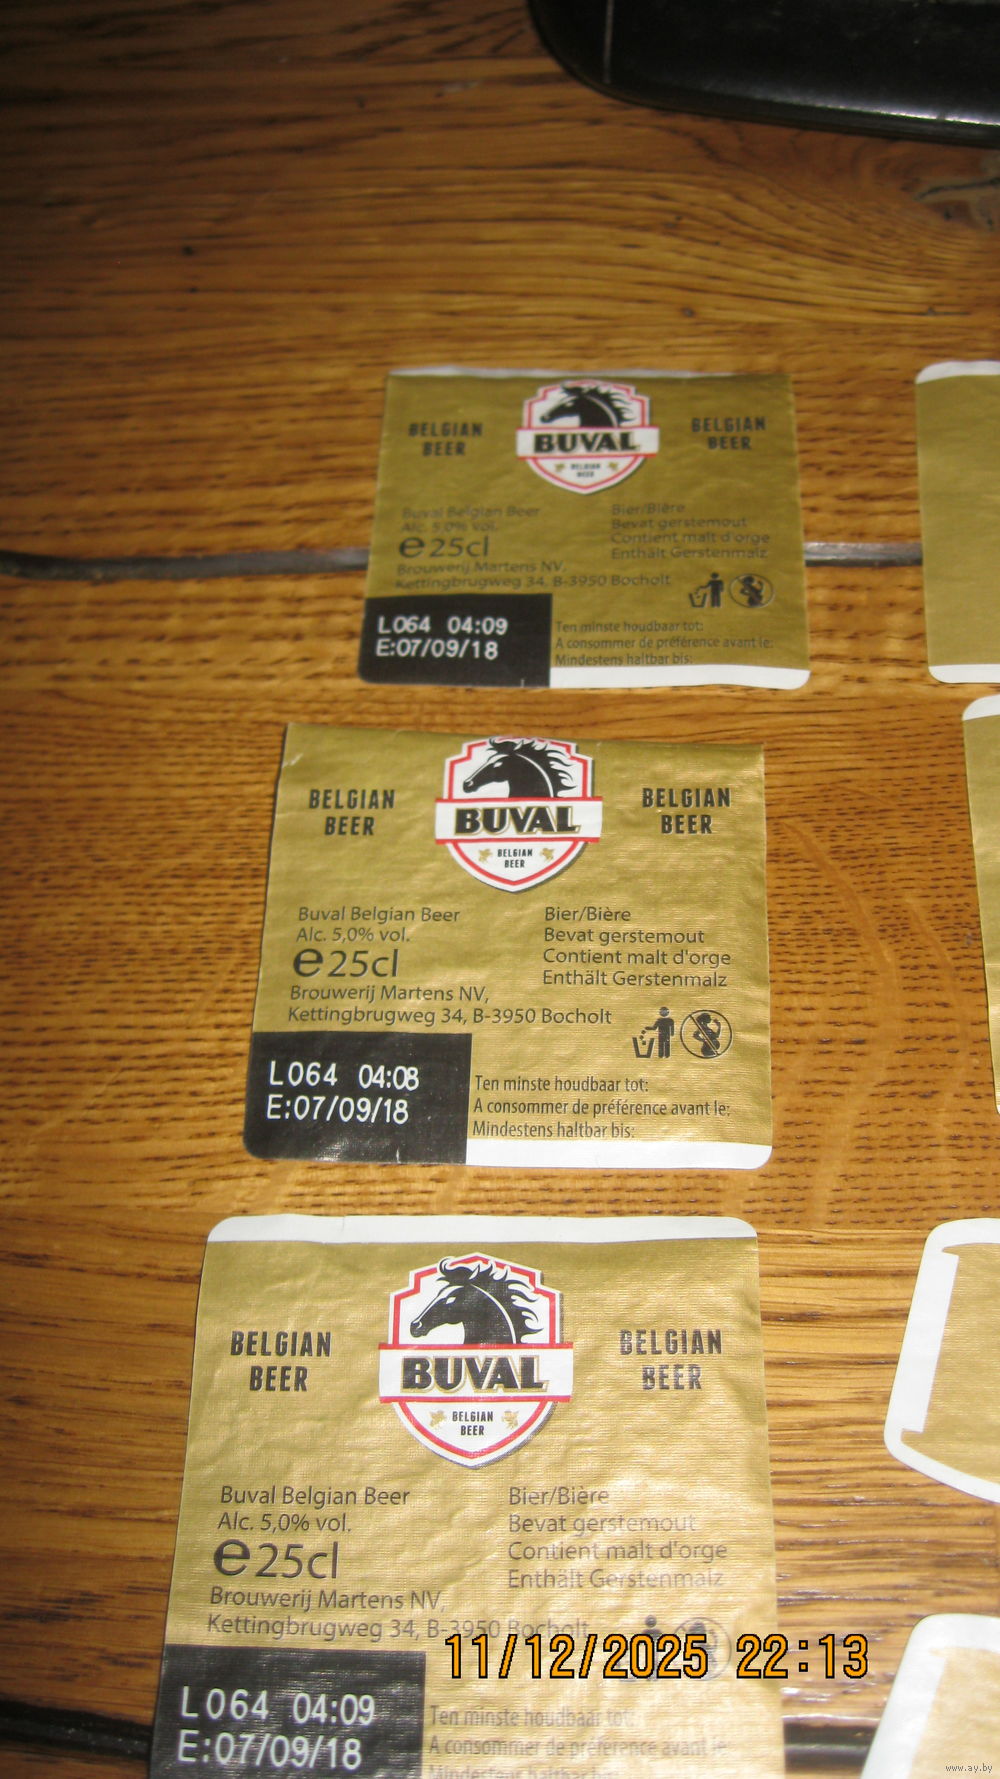 BELGIAN
BEER
BUVAL
BELGIAN
BEER
BELGIAN
BEER
Buval Belgian Beer
Alc. 5,0% vol.
e25cl
Brouwerij Martens NV,
Kettingbrugweg 34, B-3950 Bocholt
Bier/Bière
Bevat gerstemout
Contient malt d'orge
Enthält Gerstenmalz
L064 04:09
E:07/09/18
Ten minste houdbaar tot:
A consommer de préférence avant le:
Mindestens haltbar bis:
BELGIAN
BEER
BUVAL
BELGIAN
BEER
BELGIAN
BEER
Buval Belgian Beer
Alc. 5,0% vol.
e25cl
Brouwerij Martens NV,
Kettingbrugweg 34, B-3950 Bocholt
Bier/Bière
Bevat gerstemout
Contient malt d'orge
Enthält Gerstenmalz
L064 04:08
E:07/09/18
Ten minste houdbaar tot:
A consommer de préférence avant le:
Mindestens haltbar bis:
BELGIAN
BEER
BUVAL
BELGIAN
BEER
BELGIAN
BEER
Buval Belgian Beer
Alc. 5,0% vol.
e25cl
Brouwerij Martens NV,
Kettingbrugweg 34, B-3950 Bocholt
Bier/Bière
Bevat gerstemout
Contient malt d'orge
Enthält Gerstenmalz
L064 04:09
E:07/09/18
Ten minste houdbaar tot:
A consommer de préférence avant le:
Mindestens haltbar bis:
11/12/2025 22:13
www.ay.by